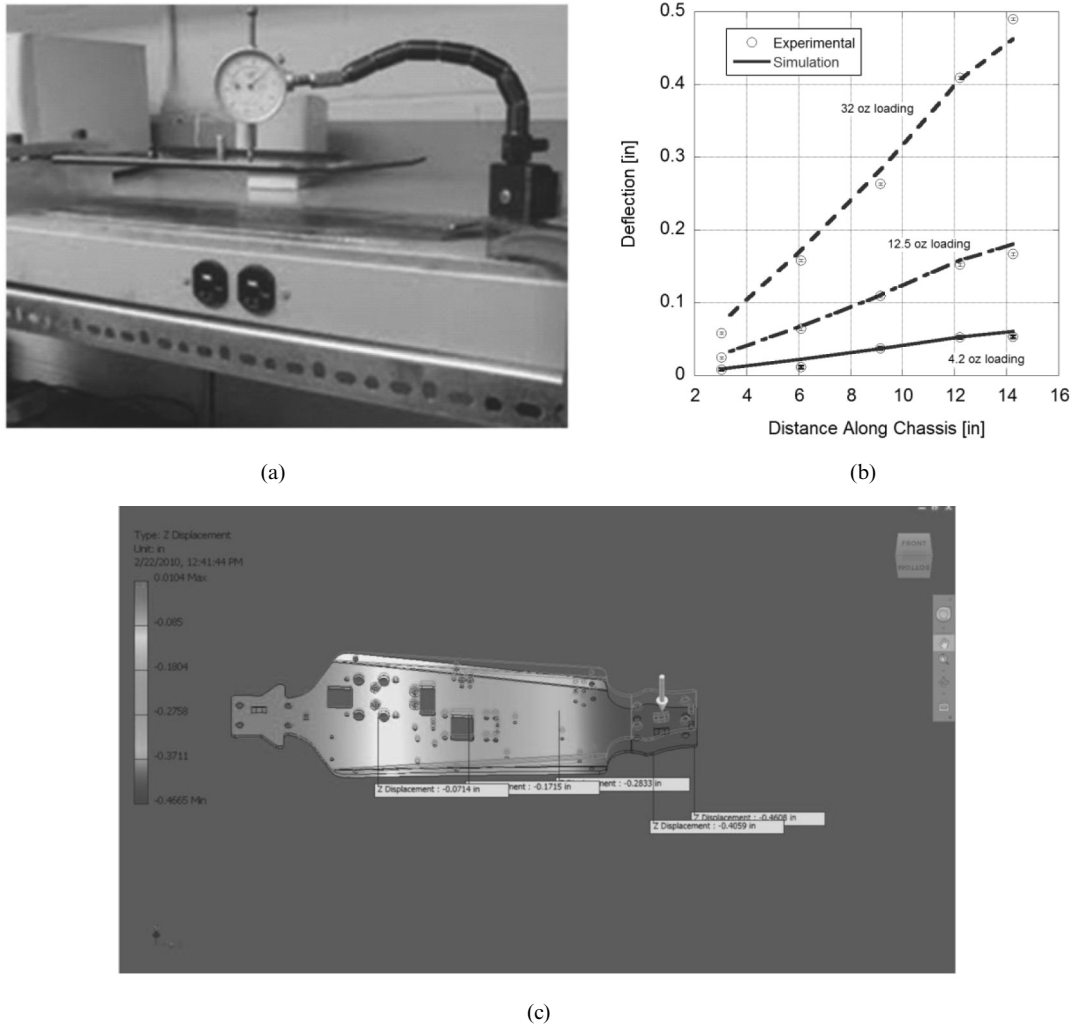 0.5
0.4
0.3
0.2
0.1
0
Deflection [in]
Experimental
Simulation
32 oz loading
12.5 oz loading
4.2 oz loading
2 4 6 8 10 12 14 16
Distance Along Chassis [in]
(a)
(b)
Type: Z Displacement
Unit: in
2/22/2010, 12:41:44 PM
0.0104 Max
-0.085
-0.1804
-0.2758
-0.3711
-0.4665 Min
FRONT
BOTTOM
Z Displacement : -0.0714 in
ment : -0.1715 in
ment : -0.2833 in
Z Displacement : -0.4608 in
Z Displacement : -0.4059 in
(c)